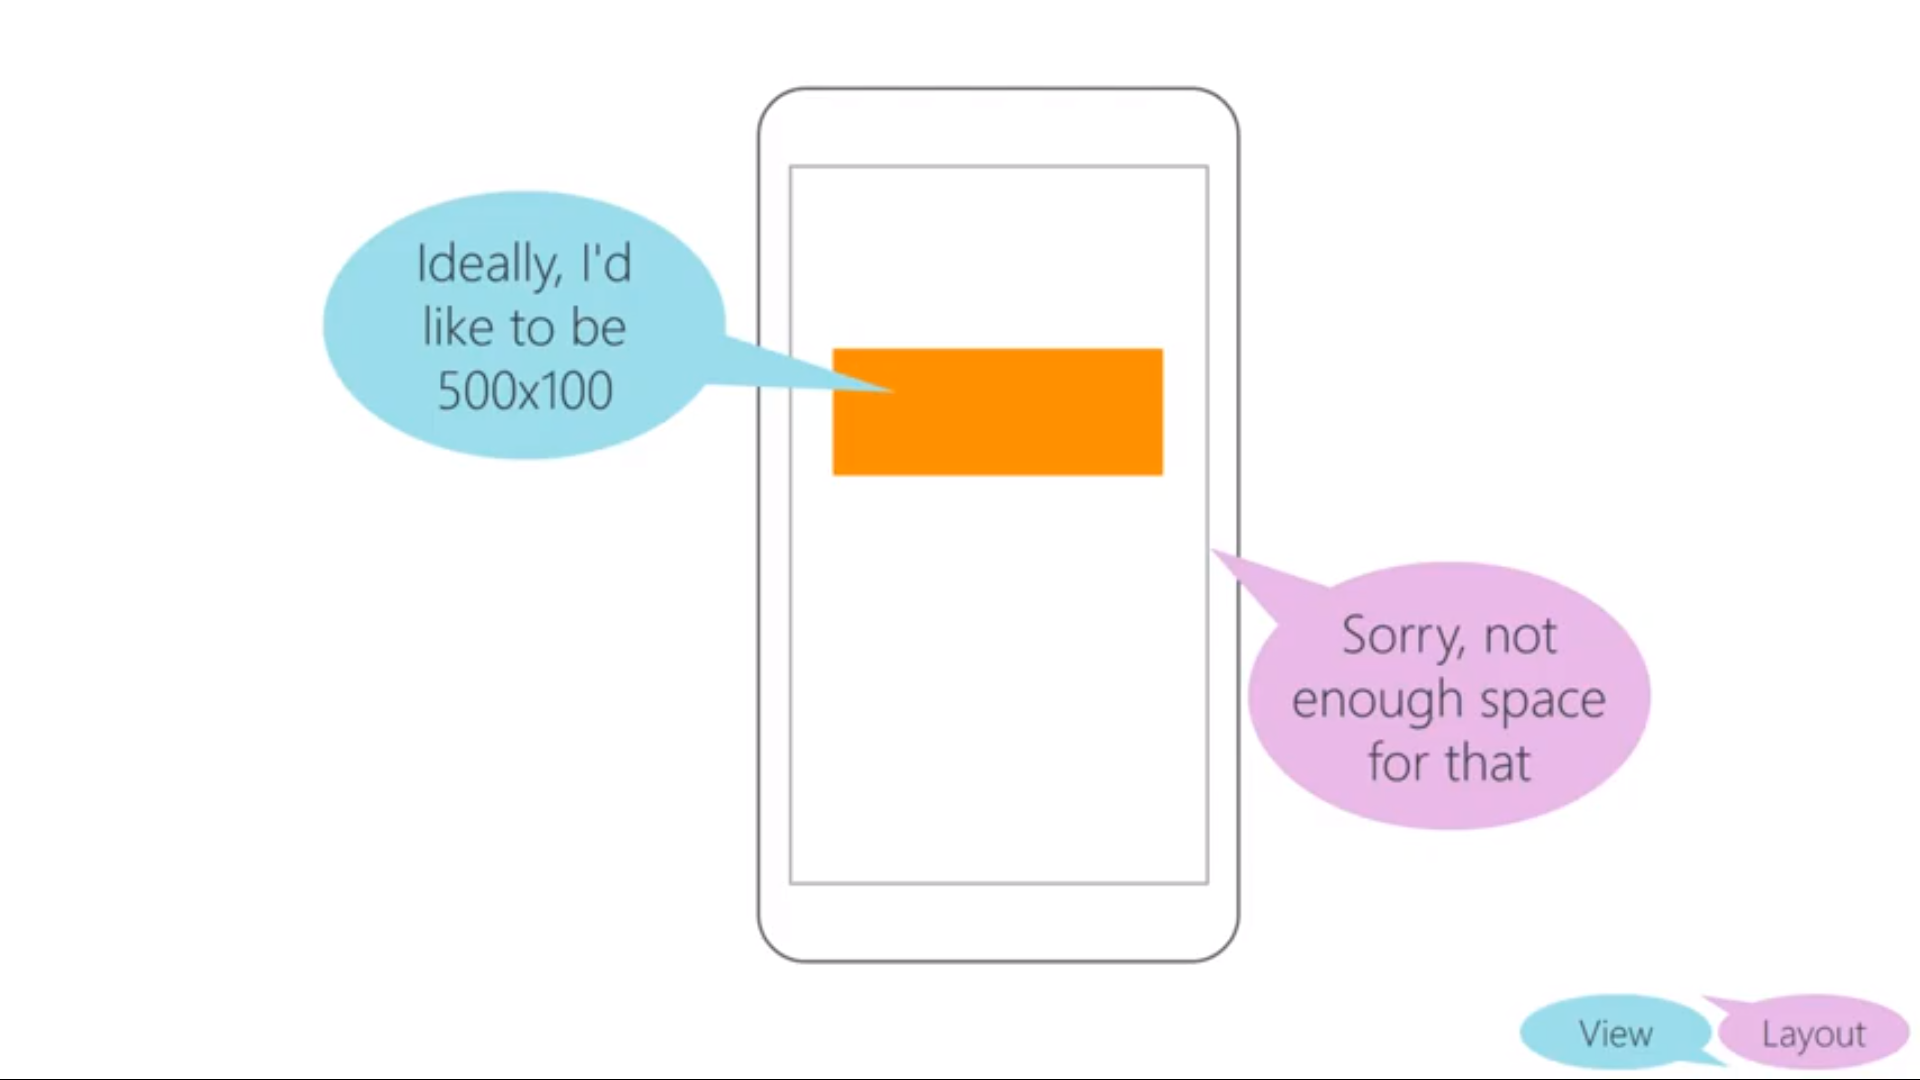 Ideally, I'd
like to be
500x100
Sorry, not
enough space
for that
View
Layout